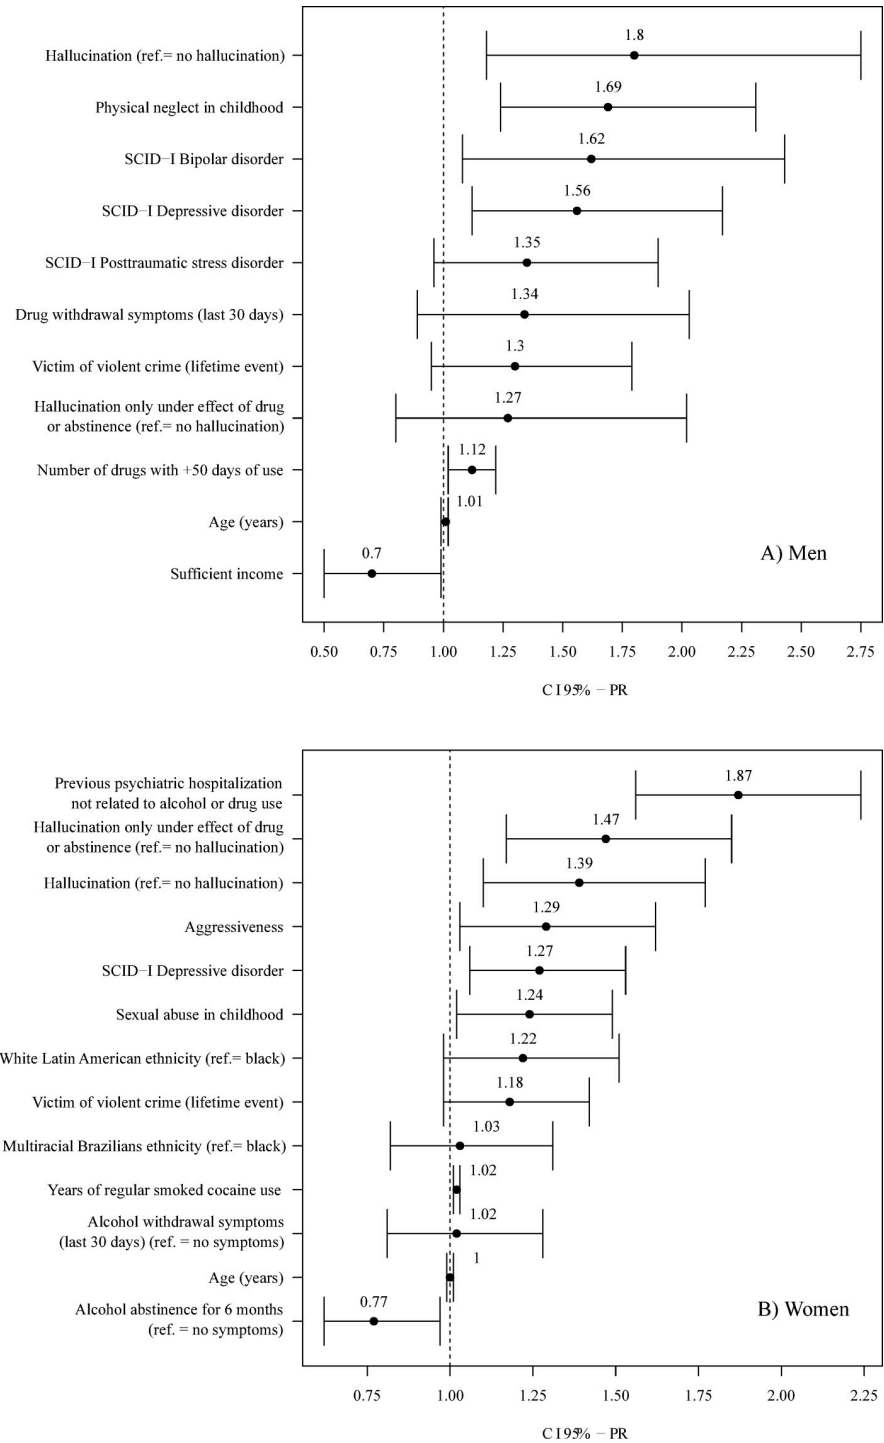 Hallucination (ref.= no hallucination)
1.8
Physical neglect in childhood
1.69
SCID−I Bipolar disorder
1.62
SCID−I Depressive disorder
1.56
SCID−I Posttraumatic stress disorder
1.35
Drug withdrawal symptoms (last 30 days)
1.34
Victim of violent crime (lifetime event)
1.3
Hallucination only under effect of drug
or abstinence (ref.= no hallucination)
1.27
Number of drugs with +50 days of use
1.12
Age (years)
1.01
Sufficient income
0.7
A) Men
0.50 0.75 1.00 1.25 1.50 1.75 2.00 2.25 2.50 2.75
CI95% − PR
Previous psychiatric hospitalization
not related to alcohol or drug use
1.87
Hallucination only under effect of drug
or abstinence (ref.= no hallucination)
1.47
Hallucination (ref.= no hallucination)
1.39
Aggressiveness
1.29
SCID−I Depressive disorder
1.27
Sexual abuse in childhood
1.24
White Latin American ethnicity (ref.= black)
1.22
Victim of violent crime (lifetime event)
1.18
Multiracial Brazilians ethnicity (ref.= black)
1.03
Years of regular smoked cocaine use
1.02
Alcohol withdrawal symptoms
(last 30 days) (ref. = no symptoms)
1.02
Age (years)
1
Alcohol abstinence for 6 months
(ref. = no symptoms)
0.77
B) Women
0.75 1.00 1.25 1.50 1.75 2.00 2.25
CI95% − PR